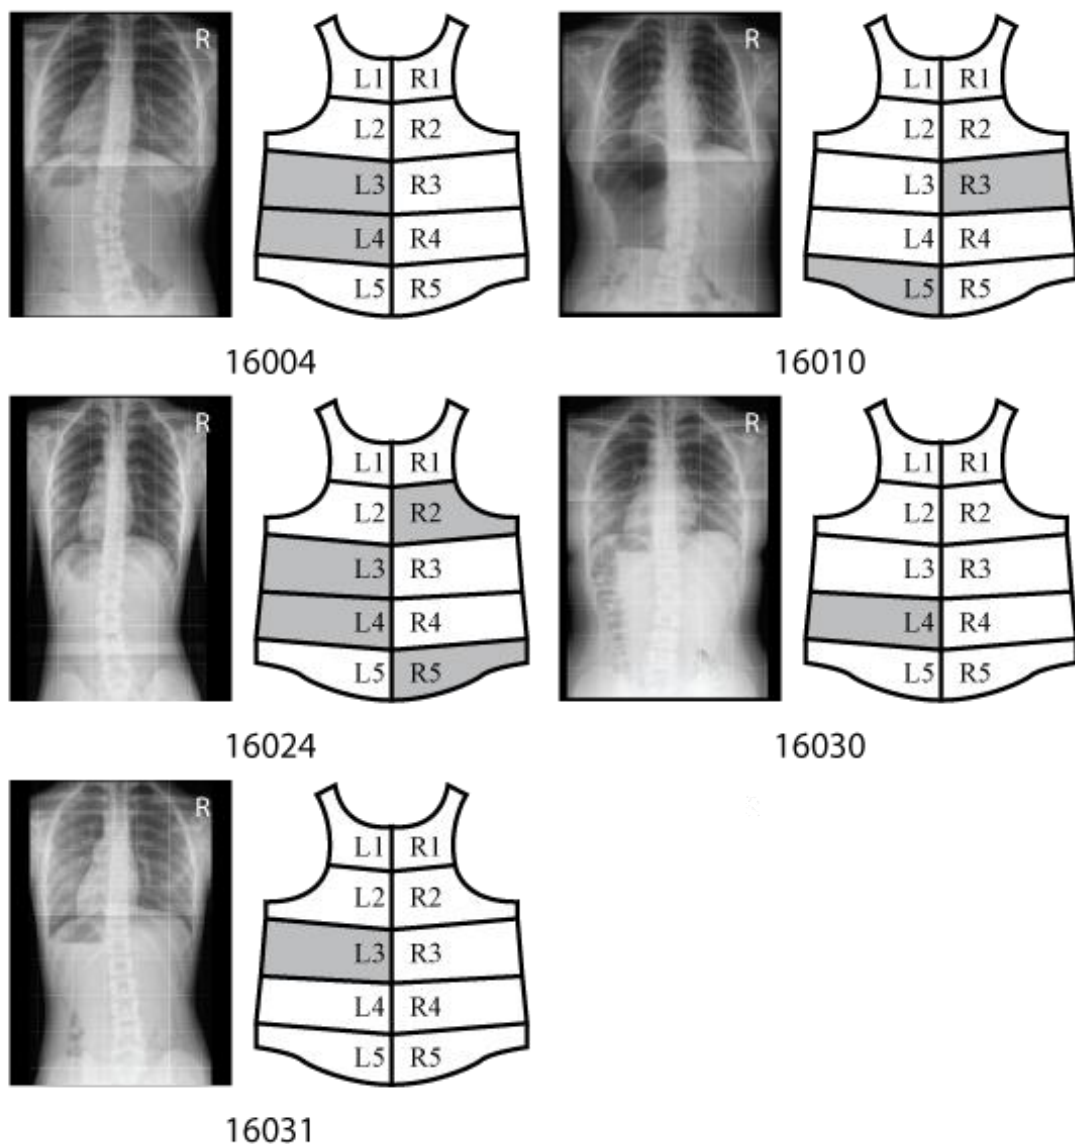 R R
L1 R1 L1 R1
L2 R2 L2 R2
L3 R3 L3 R3
L4 R4 L4 R4
L5 R5 L5 R5
16004 16010
R R
L1 R1 L1 R1
L2 R2 L2 R2
L3 R3 L3 R3
L4 R4 L4 R4
L5 R5 L5 R5
16024 16030
R
L1 R1
L2 R2
L3 R3
L4 R4
L5 R5
16031